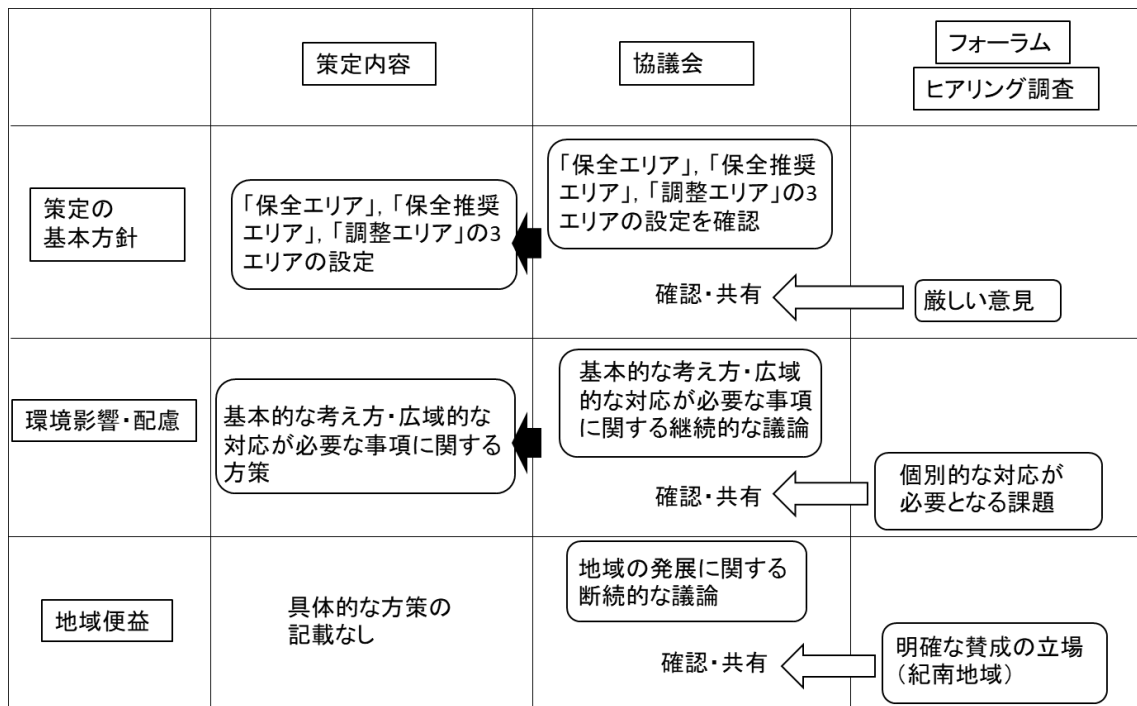 策定内容
協議会
フォーラム
ヒアリング調査
策定の
基本方針
「保全エリア」，「保全推奨
エリア」，「調整エリア」の3
エリアの設定
「保全エリア」，「保全推奨
エリア」，「調整エリア」の3
エリアの設定を確認
確認・共有
厳しい意見
環境影響・配慮
基本的な考え方・広域的な
対応が必要な事項に関する
方策
基本的な考え方・広域
的な対応が必要な事項
に関する継続的な議論
確認・共有
個別的な対応が
必要となる課題
地域便益
具体的な方策の
記載なし
地域の発展に関する
断続的な議論
確認・共有
明確な賛成の立場
（紀南地域）